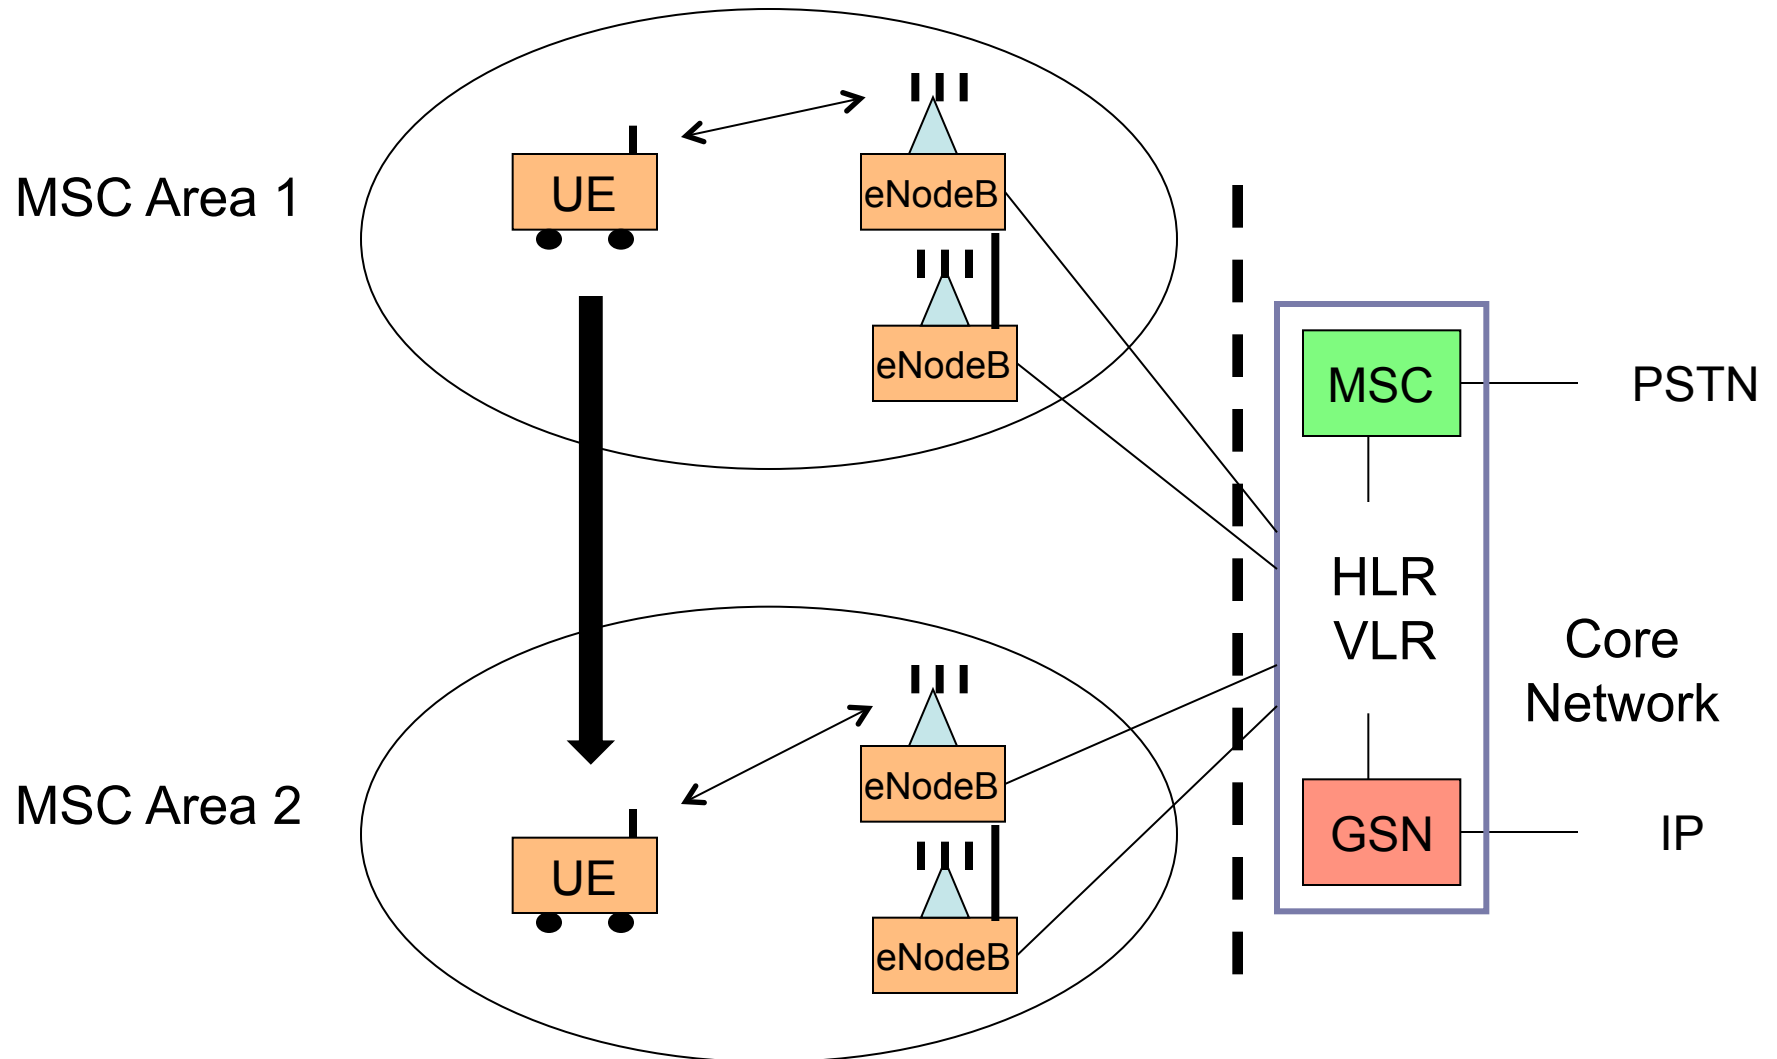 MSC Area 1
UE
eNodeB
eNodeB
MSC
PSTN
HLR
VLR
Core
Network
MSC Area 2
UE
eNodeB
eNodeB
GSN
IP